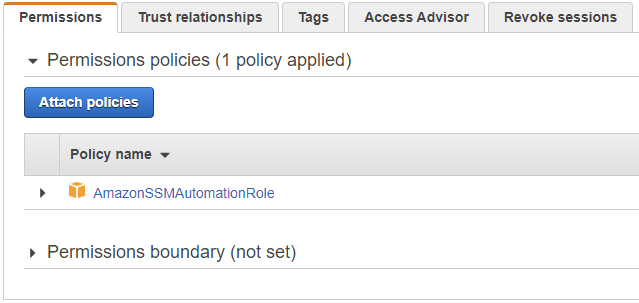 Permissions Trust relationships Tags Access Advisor Revoke sessions
Permissions policies (1 policy applied)
Attach policies
Policy name
AmazonSSMAutomationRole
Permissions boundary (not set)